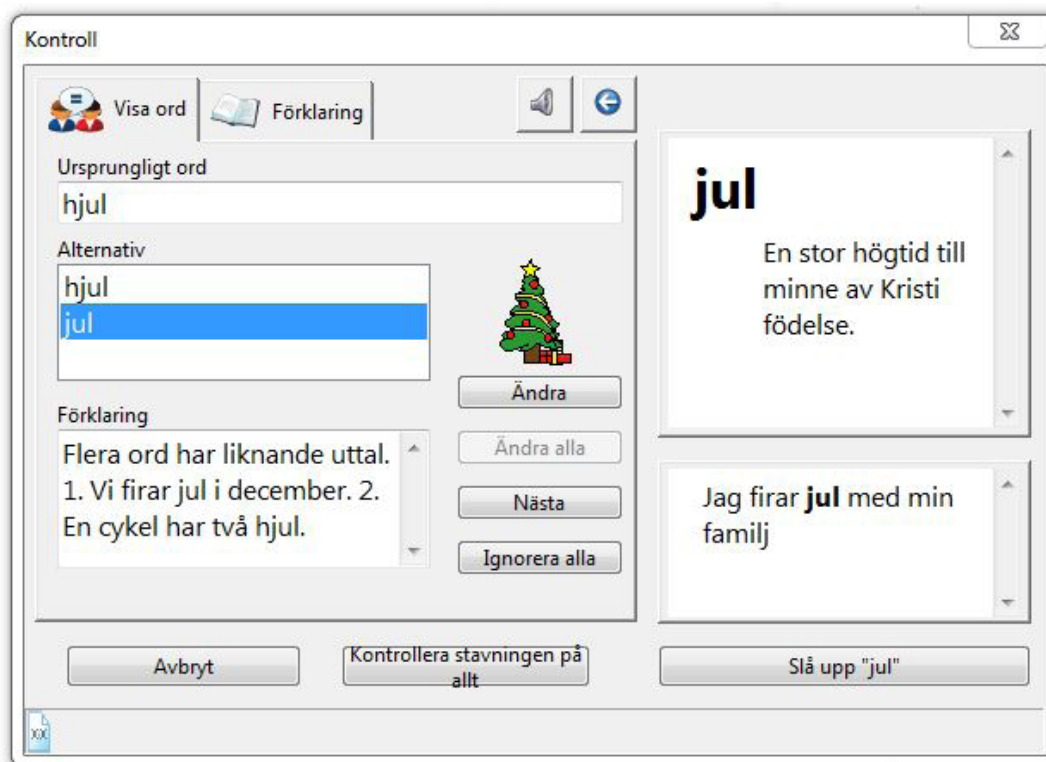 Kontroll
Visa ord
Förklaring
Ursprungligt ord
hjul
Alternativ
hjul
jul
Förklaring
Flera ord har liknande uttal.
1. Vi firar jul i december. 2.
En cykel har två hjul.
Ändra
Ändra alla
Nästa
Ignorera alla
jul
En stor högtid till
minne av Kristi
födelse.
Jag firar jul med min
familj
Avbryt
Kontrollera stavningen på
allt
Slå upp "jul"